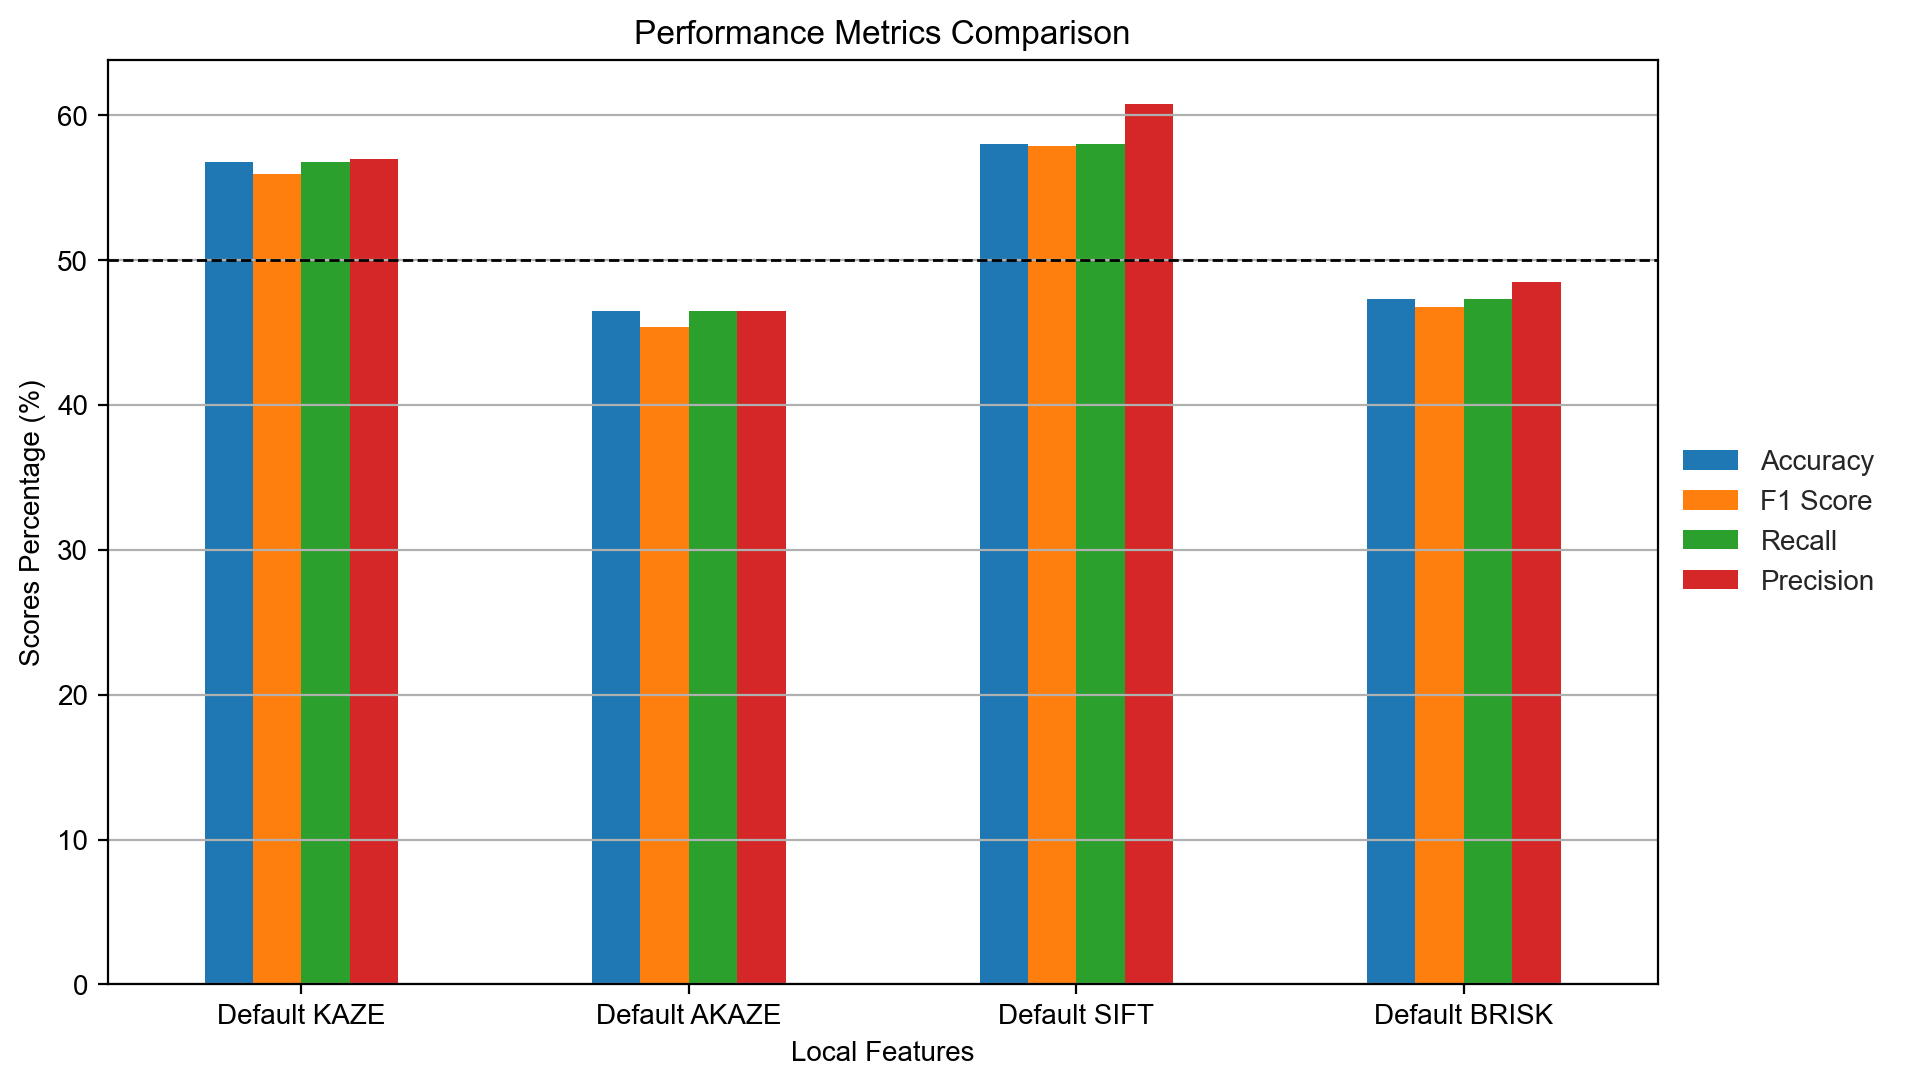 Performance Metrics Comparison
Scores Percentage (%)
60
50
40
30
20
10
0
Default KAZE
Default AKAZE
Default SIFT
Default BRISK
Local Features
Accuracy
F1 Score
Recall
Precision